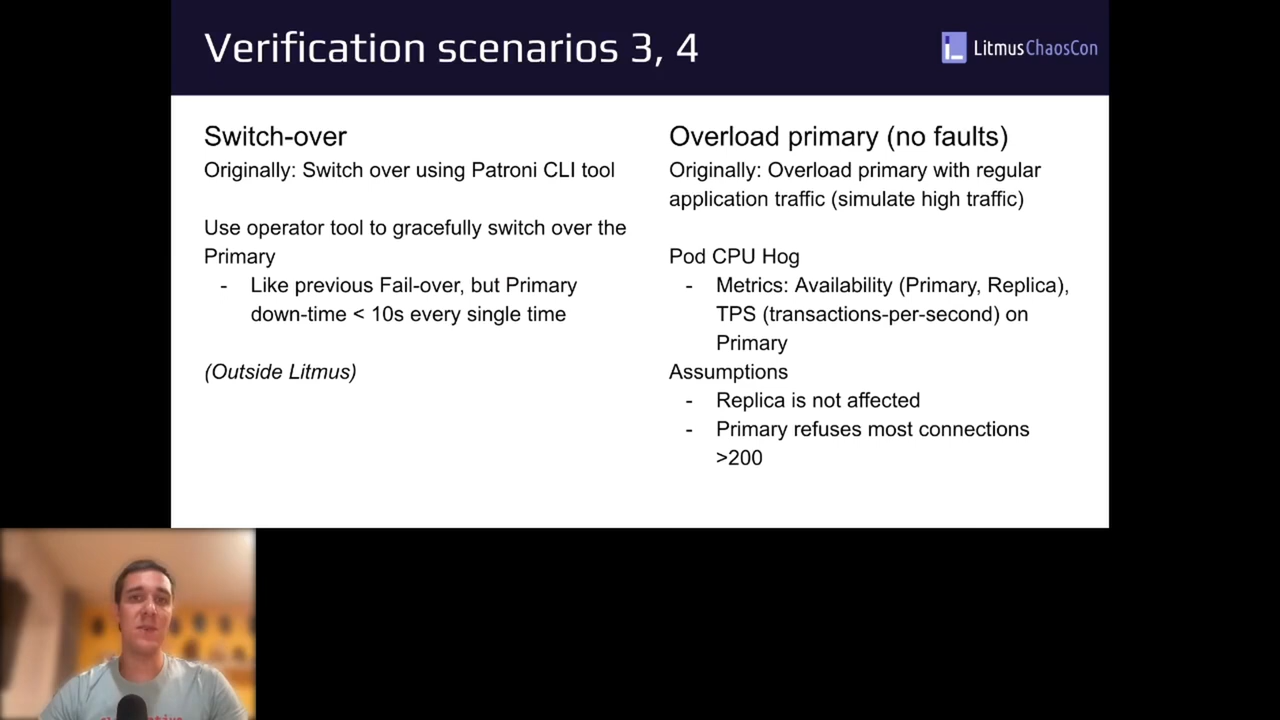 Verification scenarios 3, 4
LitmusChaosCon
Switch-over
Originally: Switch over using Patroni CLI tool
Use operator tool to gracefully switch over the
Primary
- Like previous Fail-over, but Primary
down-time < 10s every single time
(Outside Litmus)
Overload primary (no faults)
Originally: Overload primary with regular
application traffic (simulate high traffic)
Pod CPU Hog
- Metrics: Availability (Primary, Replica),
TPS (transactions-per-second) on
Primary
Assumptions
- Replica is not affected
- Primary refuses most connections
>200